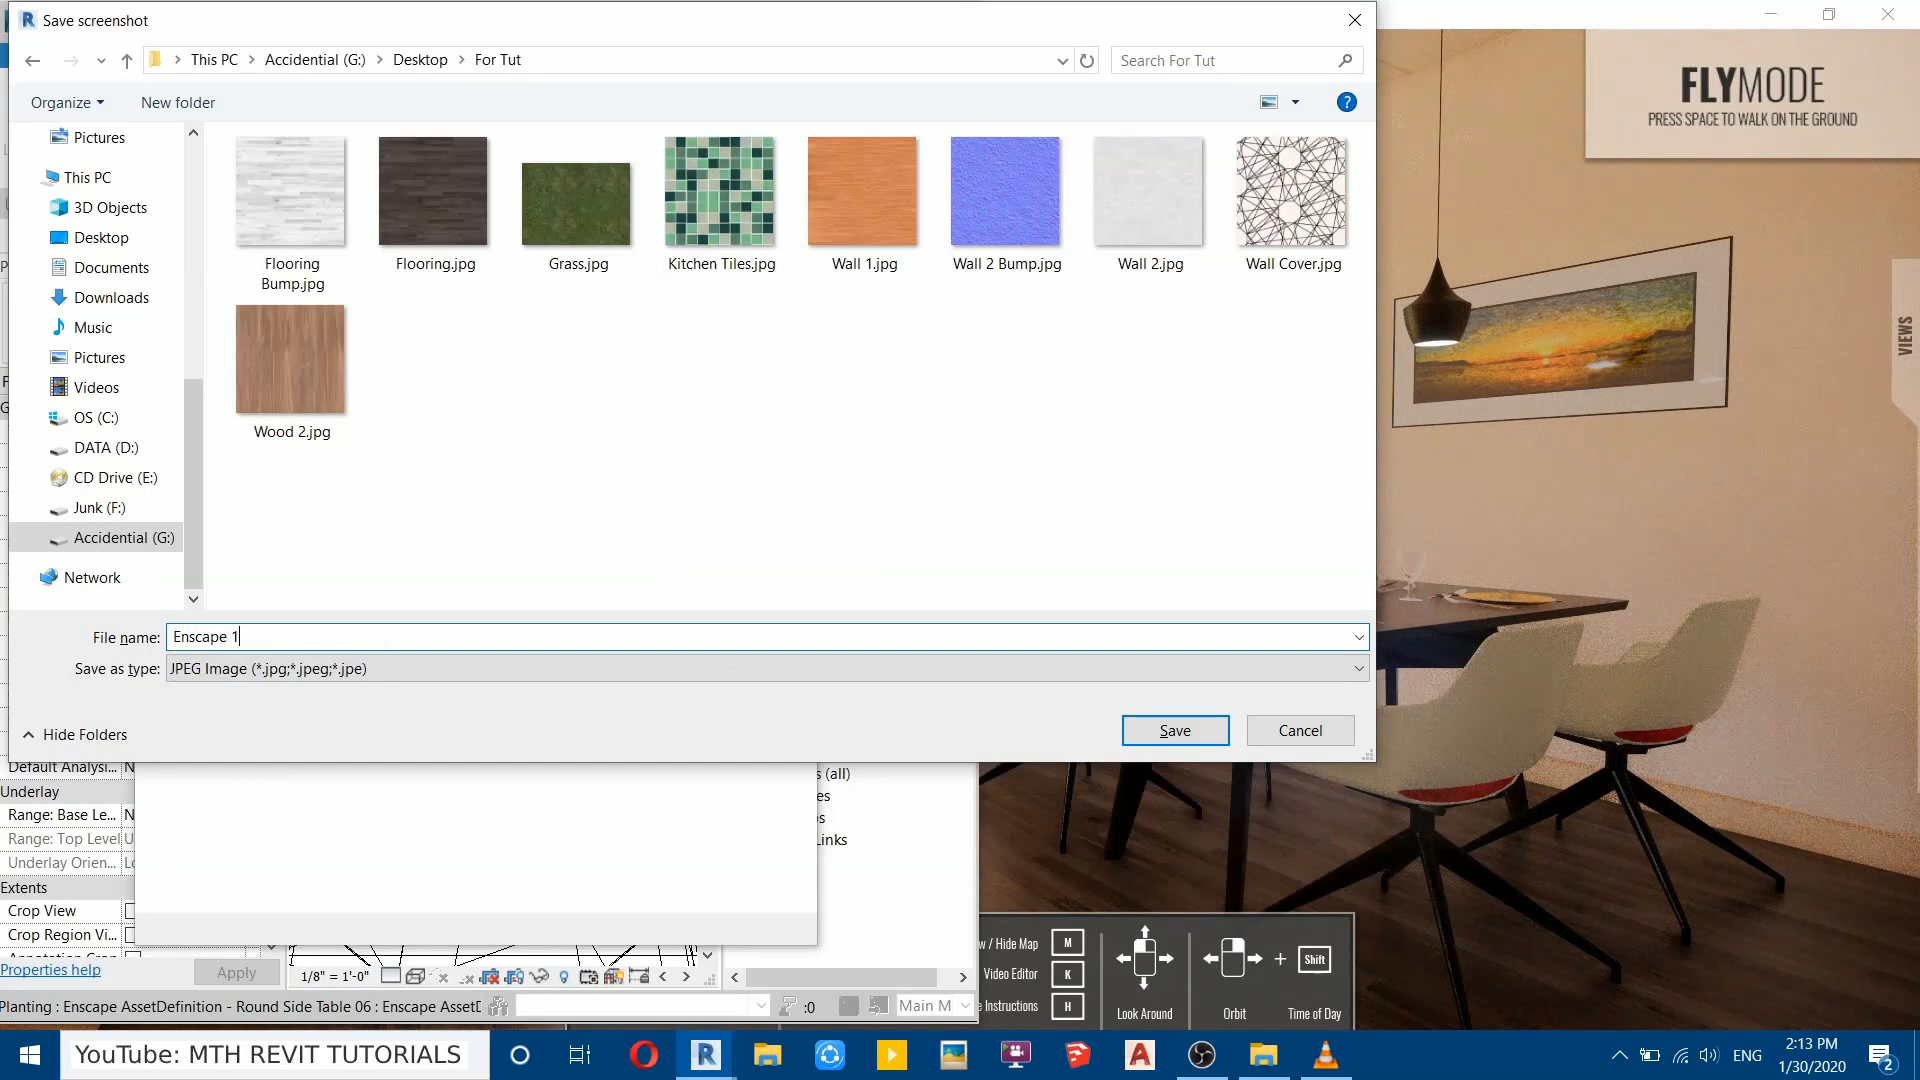 Save screenshot
This PC > Accidential (G:) > Desktop > For Tut
Search For Tut
Organize
New folder
?
Pictures
This PC
3D Objects
Desktop
Documents
Downloads
Music
Pictures
Videos
OS (C:)
DATA (D:)
CD Drive (E:)
Junk (F:)
Accidential (G:)
Network
Flooring
Bump.jpg
Flooring.jpg
Grass.jpg
Kitchen Tiles.jpg
Wall 1.jpg
Wall 2 Bump.jpg
Wall 2.jpg
Wall Cover.jpg
Wood 2.jpg
File name: Enscape 1
Save as type: JPEG Image (*.jpg;*.jpeg;*.jpe)
Hide Folders
Save
Cancel
FLYMODE
PRESS SPACE TO WALK ON THE GROUND
VIEWS
Default Analysi... N
Underlay
Range: Base Le... N
Range: Top Level U
Underlay Orien... Lo
Extents
Crop View
Crop Region Vi...
Properties help
Apply
s (all)
es
os
Links
1/8" = 1'-0"
Planting : Enscape AssetDefinition - Round Side Table 06 : Enscape AssetD
:0
Main M
w / Hide Map M
Video Editor K
e Instructions H
Look Around
Orbit
+ Shift
Time of Day
YouTube: MTH REVIT TUTORIALS
ENG
2:13 PM
1/30/2020
2